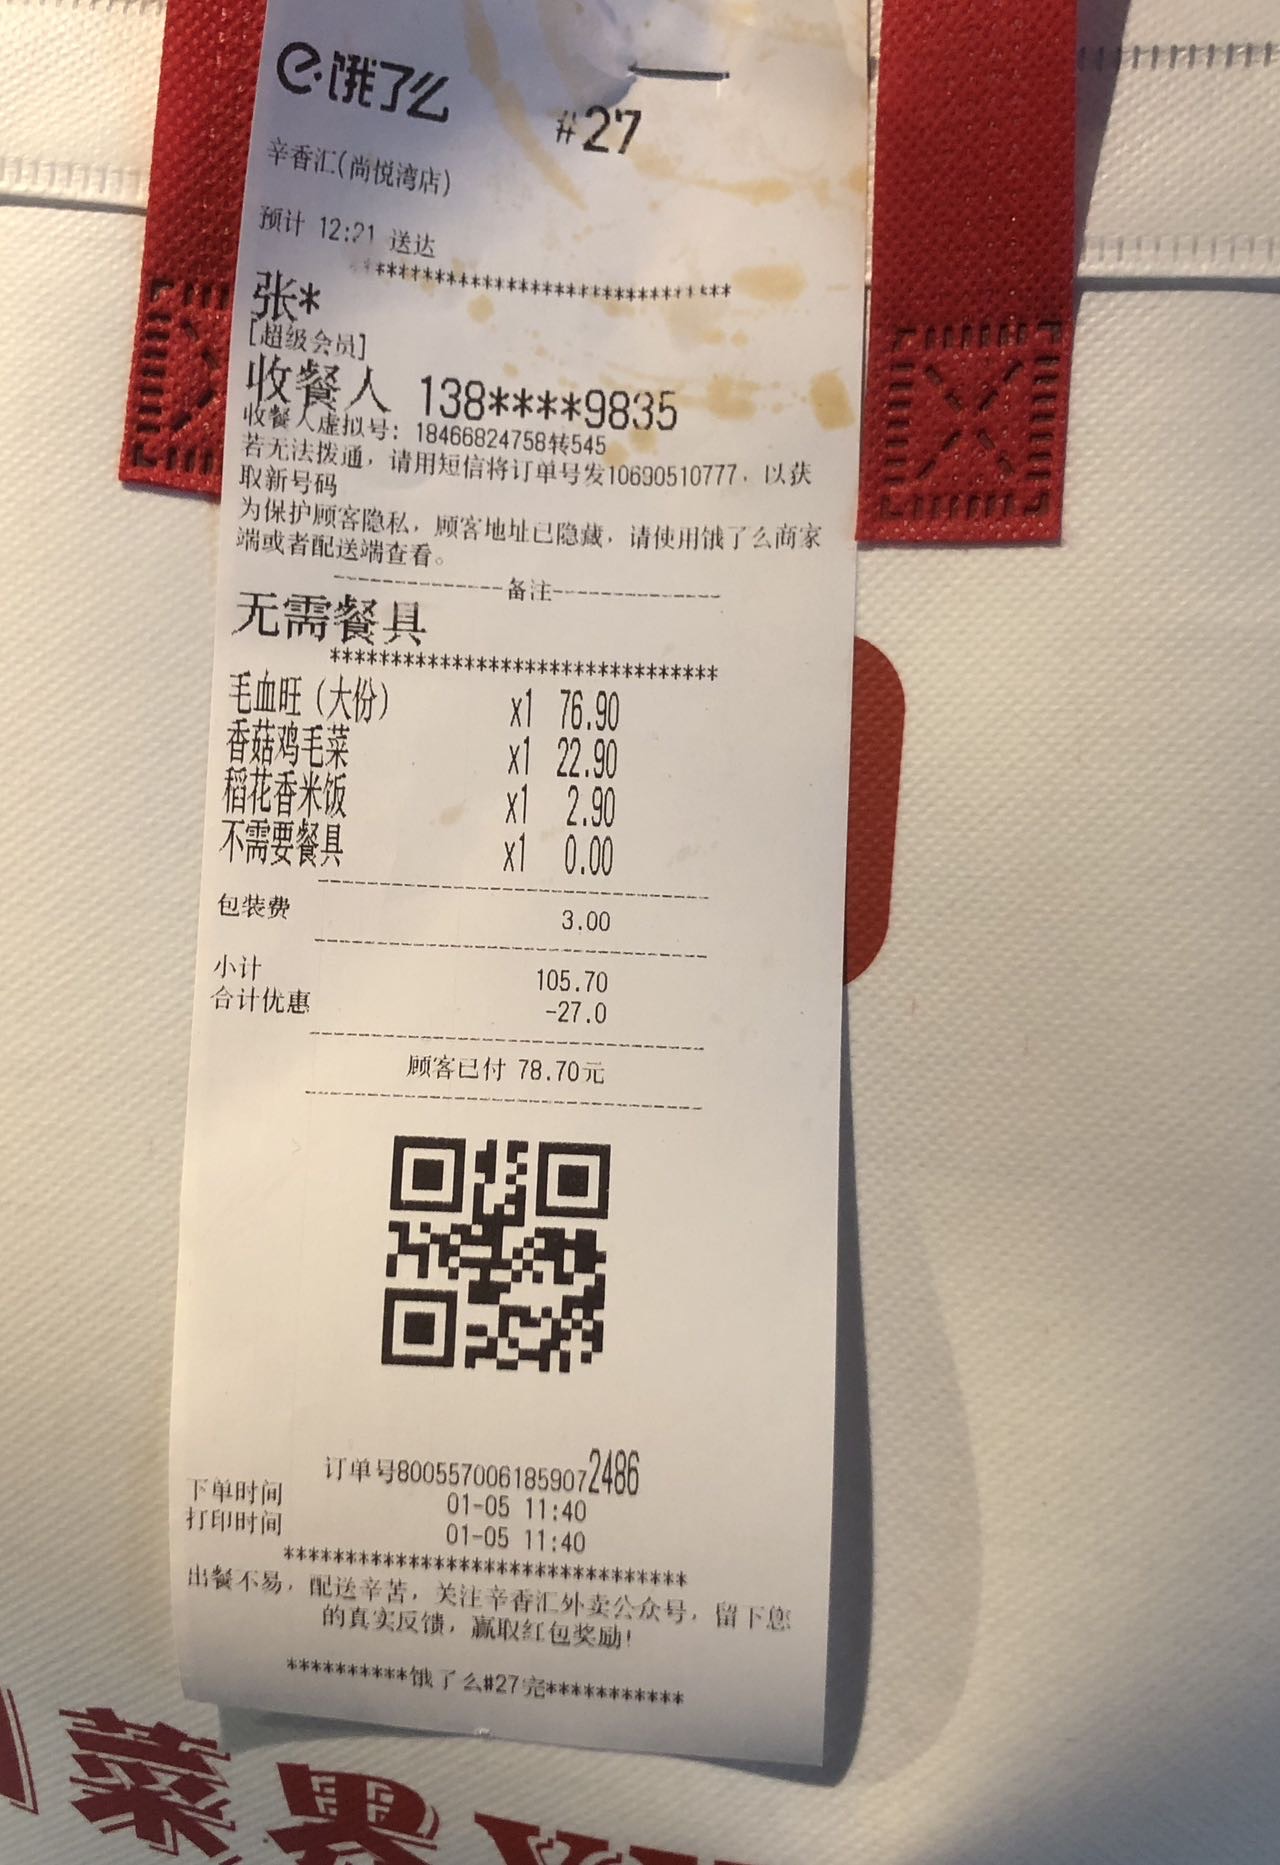 饿了么
#27
辛香汇(尚悦湾店)
预计 12:21 送达
********************************
张*
[超级会员]
收餐人 138****9835
收餐人虚拟号: 18466824758转545
若无法拨通, 请用短信将订单号发10690510777, 以获
取新号码
为保护顾客隐私, 顾客地址已隐藏, 请使用饿了么商家
端或者配送端查看。
--------------备注--------------
无需餐具
********************************
毛血旺 (大份) x1 76.90
香菇鸡毛菜 x1 22.90
稻花香米饭 x1 2.90
不需要餐具 x1 0.00
--------------------------------
包装费 3.00
--------------------------------
小计 105.70
合计优惠 -27.0
--------------------------------
顾客已付 78.70元
--------------------------------
订单号8005570061859072486
下单时间 01-05 11:40
打印时间 01-05 11:40
********************************
出餐不易, 配送辛苦, 关注辛香汇外卖公众号, 留下您
的真实反馈, 赢取红包奖励!
**********饿了么#27完***********
菜界